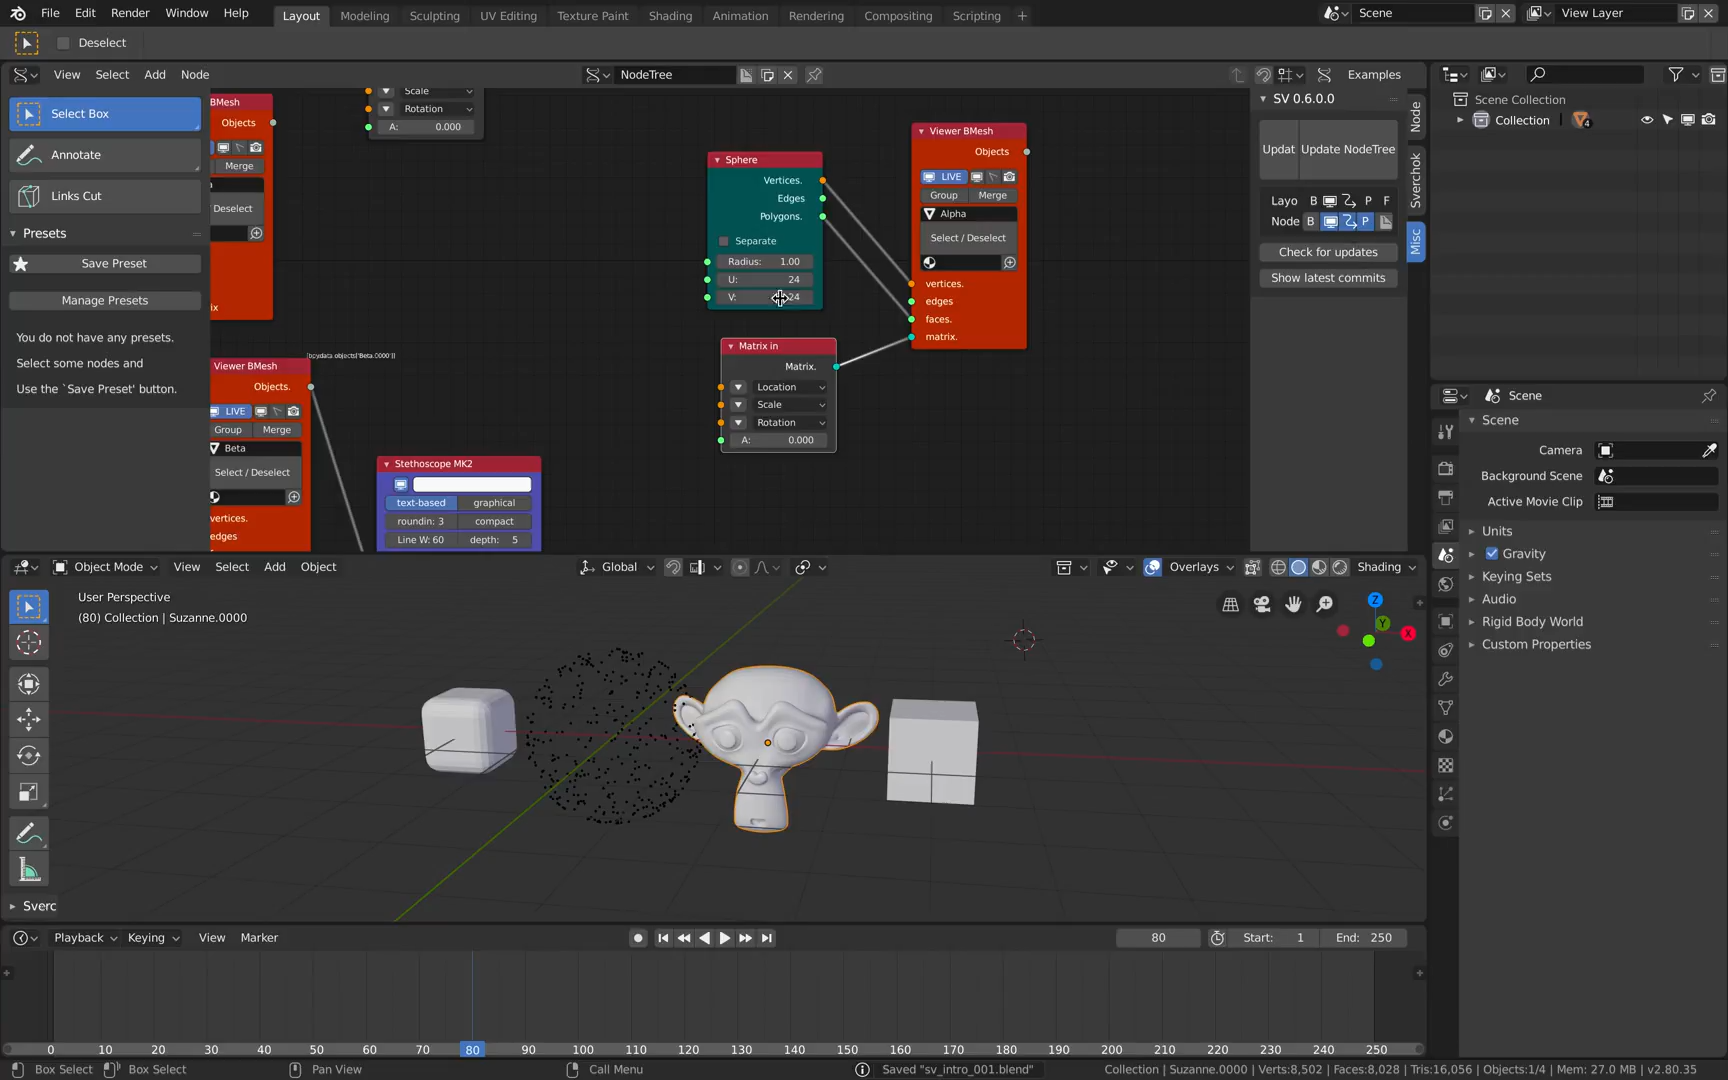 File Edit Render Window Help Layout Modeling Sculpting UV Editing Texture Paint Shading Animation Rendering Compositing Scripting + Scene View Layer
Deselect
View Select Add Node NodeTree Examples
Select Box
Annotate
Links Cut
Presets
Save Preset
Manage Presets
You do not have any presets.
Select some nodes and
Use the `Save Preset' button.
BMesh
Objects
Merge
Deselect
ix
Scale
Rotation
A: 0.000
Viewer BMesh
Objects.
LIVE
Group Merge
Beta
Select / Deselect
vertices.
edges
Stethoscope MK2
text-based graphical
roundin: 3 compact
Line W: 60 depth: 5
Sphere
Vertices.
Edges
Polygons.
Separate
Radius: 1.00
U: 24
V: 24
Matrix in
Matrix.
Location
Scale
Rotation
A: 0.000
Viewer BMesh
Objects
LIVE
Group Merge
Alpha
Select / Deselect
vertices.
edges
faces.
matrix.
SV 0.6.0.0
Updat Update NodeTree
Layo B P F
Node B P
Check for updates
Show latest commits
Node
Sverchok
Misc
Scene Collection
Collection 4
Scene
Scene
Camera
Background Scene
Active Movie Clip
Units
Gravity
Keying Sets
Audio
Rigid Body World
Custom Properties
Object Mode View Select Add Object Global Overlays Shading
User Perspective
(80) Collection | Suzanne.0000
Z
Y
X
Sverc
Playback Keying View Marker 80 Start: 1 End: 250
0 10 20 30 40 50 60 70 80 90 100 110 120 130 140 150 160 170 180 190 200 210 220 230 240 250
Box Select Box Select Pan View Call Menu Saved "sv_intro_001.blend" Collection | Suzanne.0000 | Verts:8,502 | Faces:8,028 | Tris:16,056 | Objects:1/4 | Mem: 27.0 MB | v2.80.35